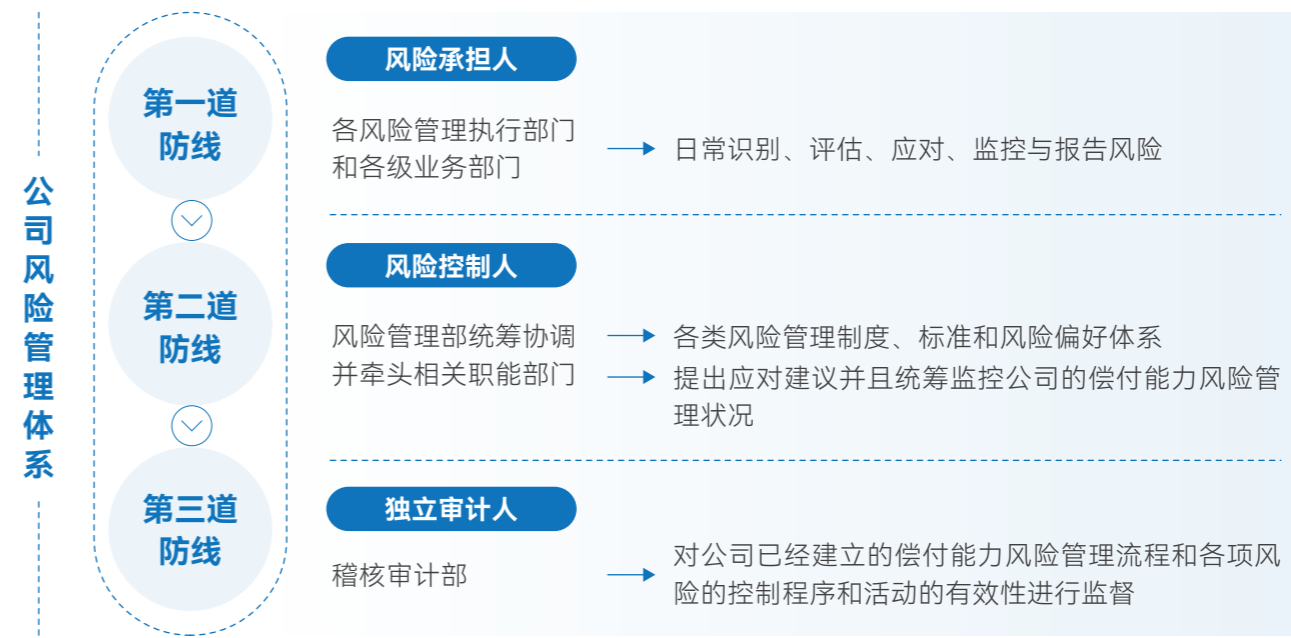 公司风险管理体系
第一道
防线
风险承担人
各风险管理执行部门
和各级业务部门
日常识别、评估、应对、监控与报告风险
第二道
防线
风险控制人
风险管理部统筹协调
并牵头相关职能部门
各类风险管理制度、标准和风险偏好体系
提出应对建议并且统筹监控公司的偿付能力风险管
理状况
第三道
防线
独立审计人
稽核审计部
对公司已经建立的偿付能力风险管理流程和各项风
险的控制程序和活动的有效性进行监督